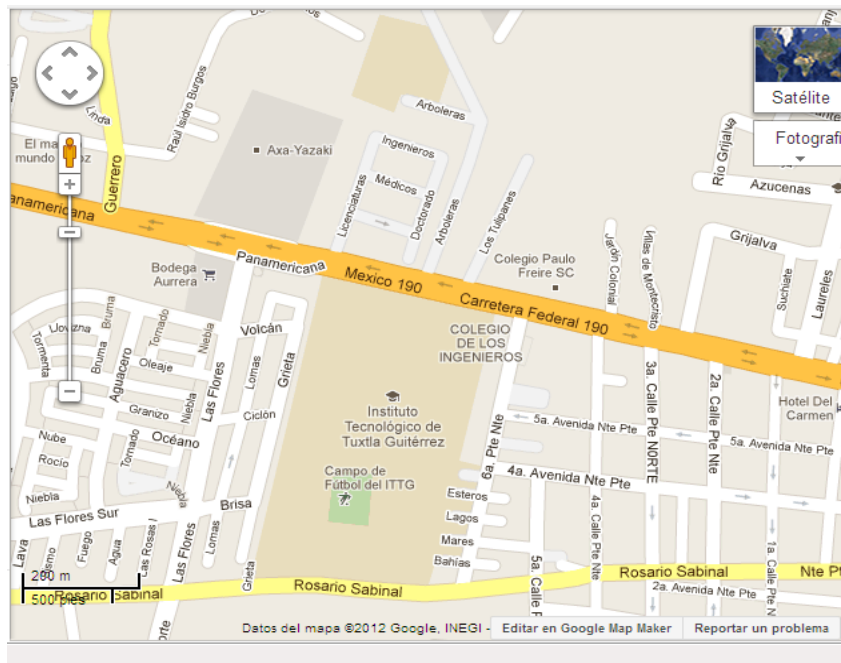 Linda
Raúl Isidro Burgos
Arboleras
Satélite
Fotografí
Axa-Yazaki
Ingenieros
Médicos
Licenciaturas
Doctorado
Arboleras
Los Tulipanes
Río Grijalva
Azucenas
Grijalva
Guerrero
anamericana
Panamericana
Mexico 190
Carretera Federal 190
Colegio Paulo
Freire SC
Jardín Colonial
Villas de Montecristo
Suchiate
Laureles
Bodega
Aurrera
COLEGIO
DE LOS
INGENIEROS
Llovizna
Bruma
Tornado
Niebla
Volcán
Tormenta
Bruma
Aguacero
Oleaje
Lomas
Grieta
Las Flores
Granizo
Niebla
Ciclón
Océano
Nube
Rocío
Tornado
Niebla
Niebla
Brisa
Las Flores Sur
Instituto
Tecnológico de
Tuxtla Gutiérrez
Campo de
Fútbol del ITTG
Hotel Del
Carmen
5a. Avenida Nte Pte
5a. Avenida Nte Pte
4a. Avenida Nte Pte
6a. Pte Nte
3a. Calle Pte NORTE
2a. Calle Pte Nte
4a. Calle Pte Nte
1a. Calle Pte N
5a. Calle P
Esteros
Lagos
Mares
Bahías
Lava
Fuego
Agua
Las Rosas
Las Flores
Lomas
Grieta
200 m
500 pies
Rosario Sabinal
Rosario Sabinal
Rosario Sabinal
Nte Pt
2a. Avenida Nte Pte
Datos del mapa ©2012 Google, INEGI -
Editar en Google Map Maker
Reportar un problema